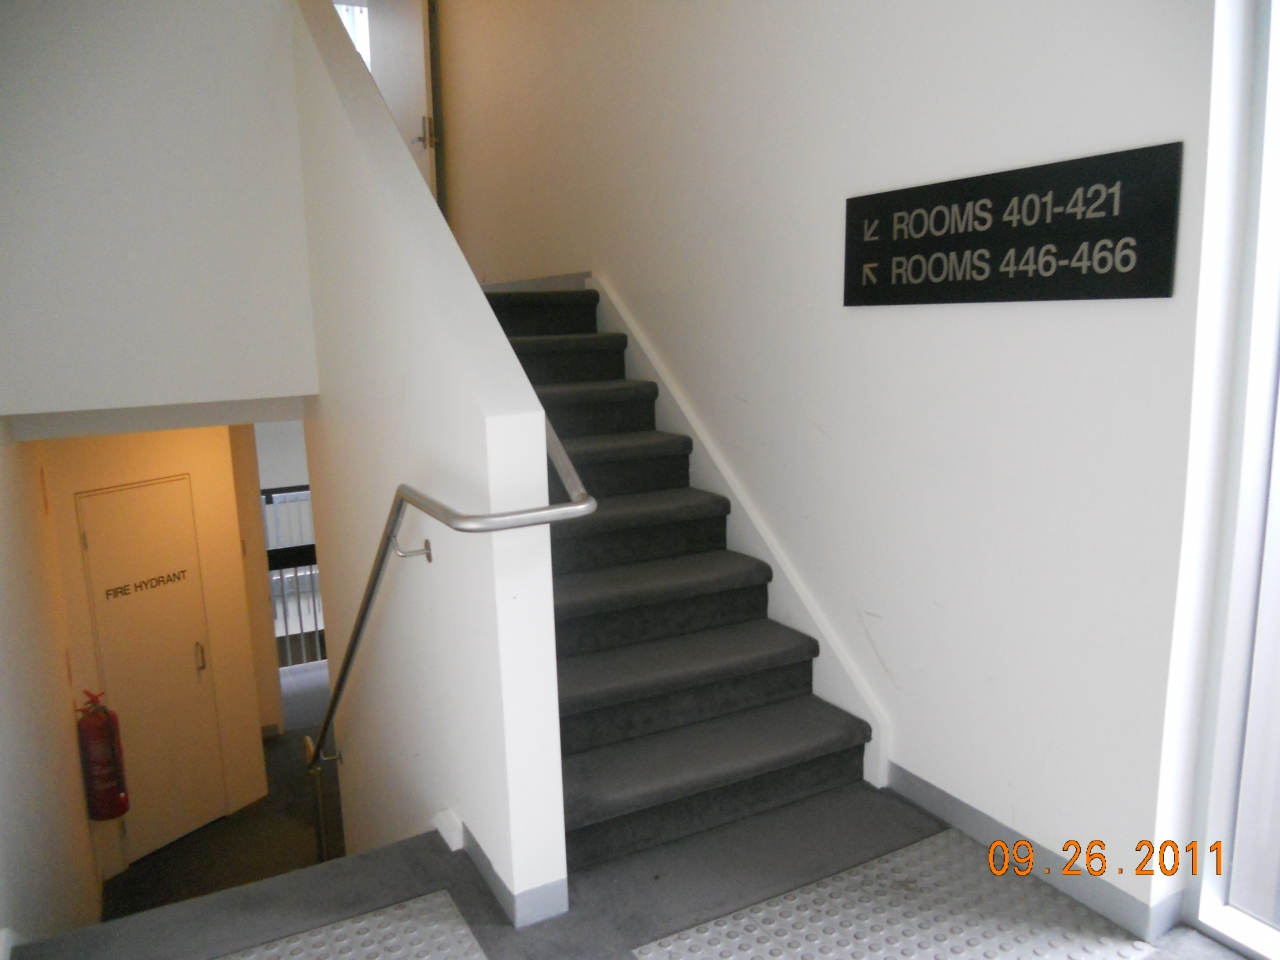 ↙ ROOMS 401-421
↖ ROOMS 446-466
FIRE HYDRANT
09.26.2011